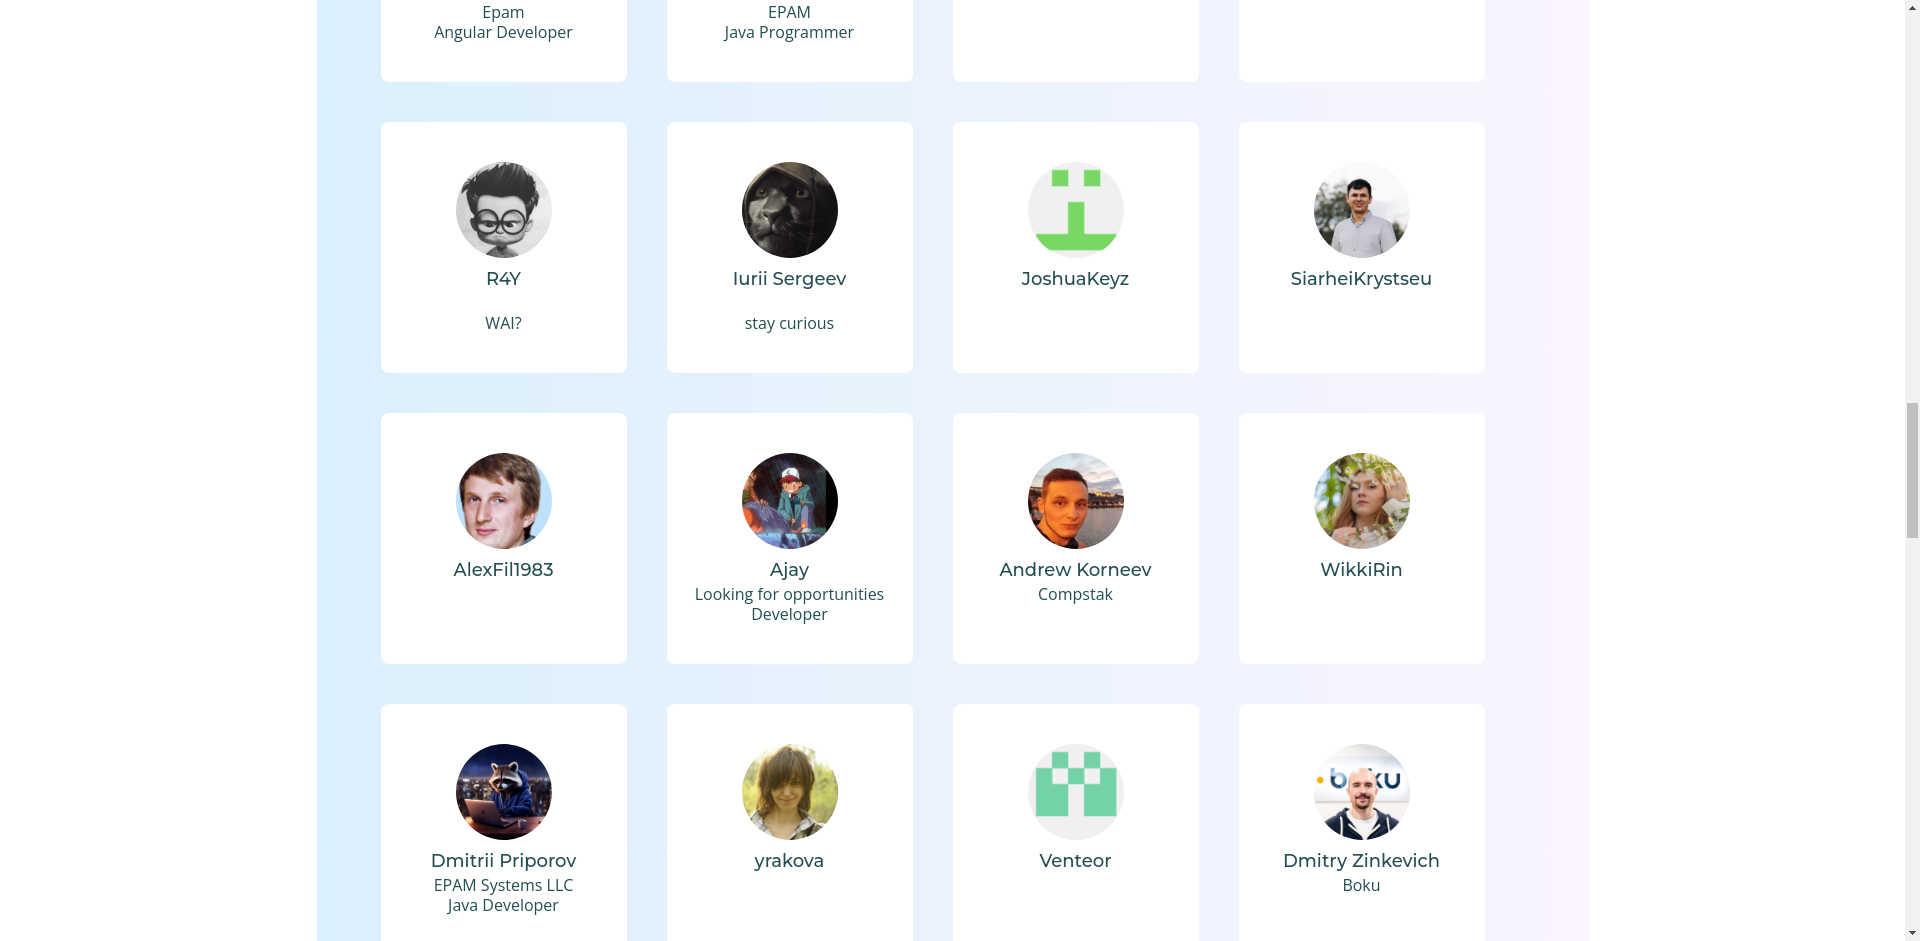 Epam
Angular Developer
EPAM
Java Programmer
R4Y
WAI?
Iurii Sergeev
stay curious
JoshuaKeyz
SiarheiKrystseu
AlexFil1983
Ajay
Looking for opportunities
Developer
Andrew Korneev
Compstak
WikkiRin
Dmitrii Priporov
EPAM Systems LLC
Java Developer
yrakova
Venteor
boku
Dmitry Zinkevich
Boku